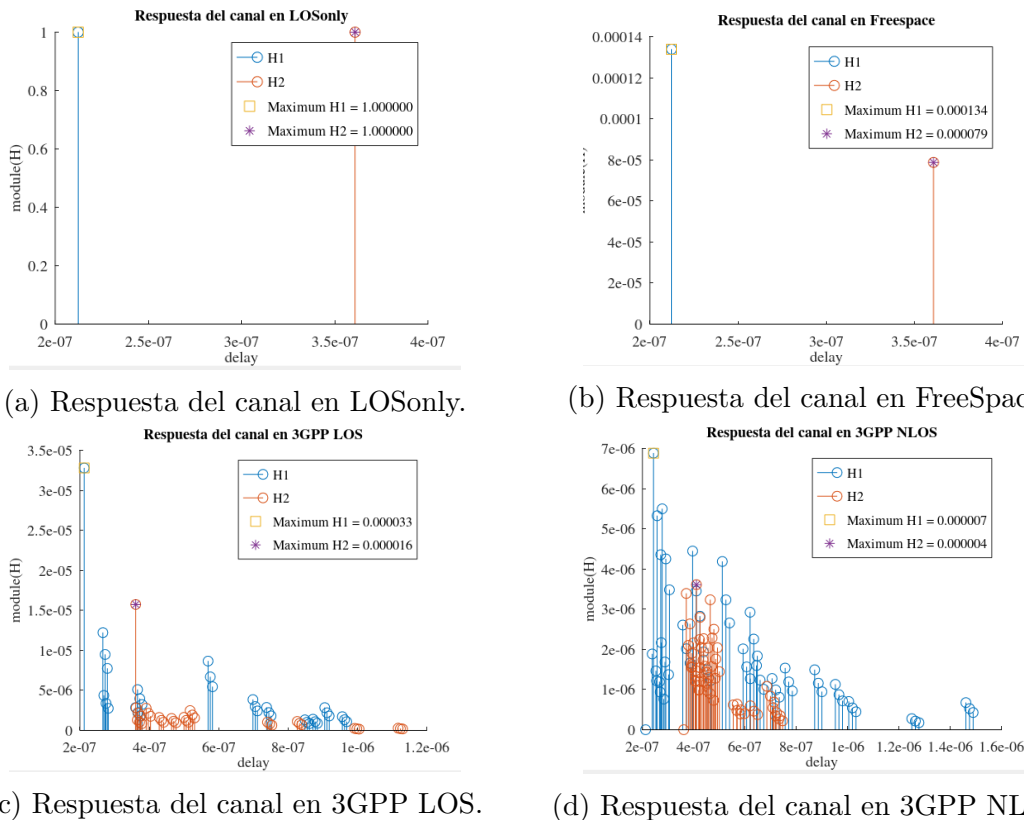 Respuesta del canal en LOSonly
1
0.8
0.6
0.4
0.2
0
module(H)
H1
H2
Maximum H1 = 1.000000
Maximum H2 = 1.000000
2e-07 2.5e-07 3e-07 3.5e-07 4e-07
delay
(a) Respuesta del canal en LOSonly.
Respuesta del canal en Freespace
0.00014
0.00012
0.0001
8e-05
6e-05
4e-05
2e-05
0
H1
H2
Maximum H1 = 0.000134
Maximum H2 = 0.000079
2e-07 2.5e-07 3e-07 3.5e-07 4e-07
delay
(b) Respuesta del canal en FreeSpac
Respuesta del canal en 3GPP LOS
3.5e-05
3e-05
2.5e-05
2e-05
1.5e-05
1e-05
5e-06
0
module(H)
H1
H2
Maximum H1 = 0.000033
Maximum H2 = 0.000016
2e-07 4e-07 6e-07 8e-07 1e-06 1.2e-06
delay
c) Respuesta del canal en 3GPP LOS.
Respuesta del canal en 3GPP NLOS
7e-06
6e-06
5e-06
4e-06
3e-06
2e-06
1e-06
0
module(H)
H1
H2
Maximum H1 = 0.000007
Maximum H2 = 0.000004
2e-07 4e-07 6e-07 8e-07 1e-06 1.2e-06 1.4e-06 1.6e-06
delay
(d) Respuesta del canal en 3GPP NL